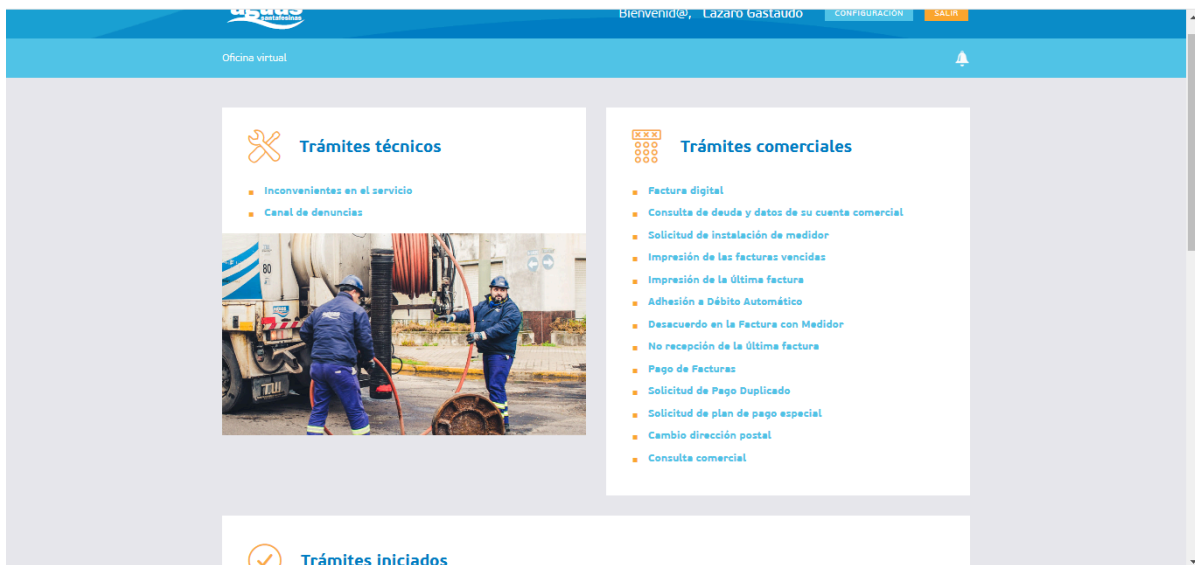 aguas
santafesinas
Bienvenid@, Lazaro Gastaudo
CONFIGURACIÓN
SALIR
Oficina virtual
Trámites técnicos
Inconvenientes en el servicio
Canal de denuncias
80
Trámites comerciales
Factura digital
Consulta de deuda y datos de su cuenta comercial
Solicitud de instalación de medidor
Impresión de las facturas vencidas
Impresión de la última factura
Adhesión a Débito Automático
Desacuerdo en la Factura con Medidor
No recepción de la última factura
Pago de Facturas
Solicitud de Pago Duplicado
Solicitud de plan de pago especial
Cambio dirección postal
Consulta comercial
Trámites iniciados